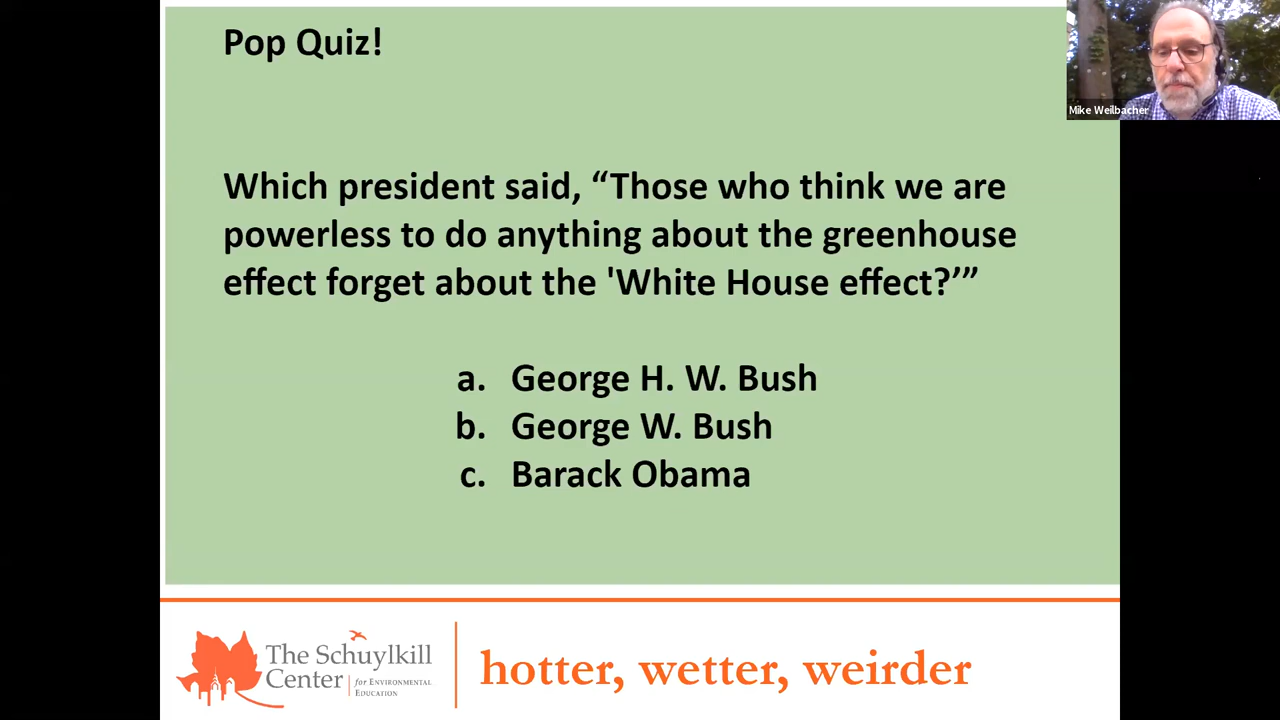 Pop Quiz!
Mike Weilbacher
Which president said, “Those who think we are
powerless to do anything about the greenhouse
effect forget about the 'White House effect?’”
a. George H. W. Bush
b. George W. Bush
c. Barack Obama
The Schuylkill
Center
for Environmental
Education
hotter, wetter, weirder